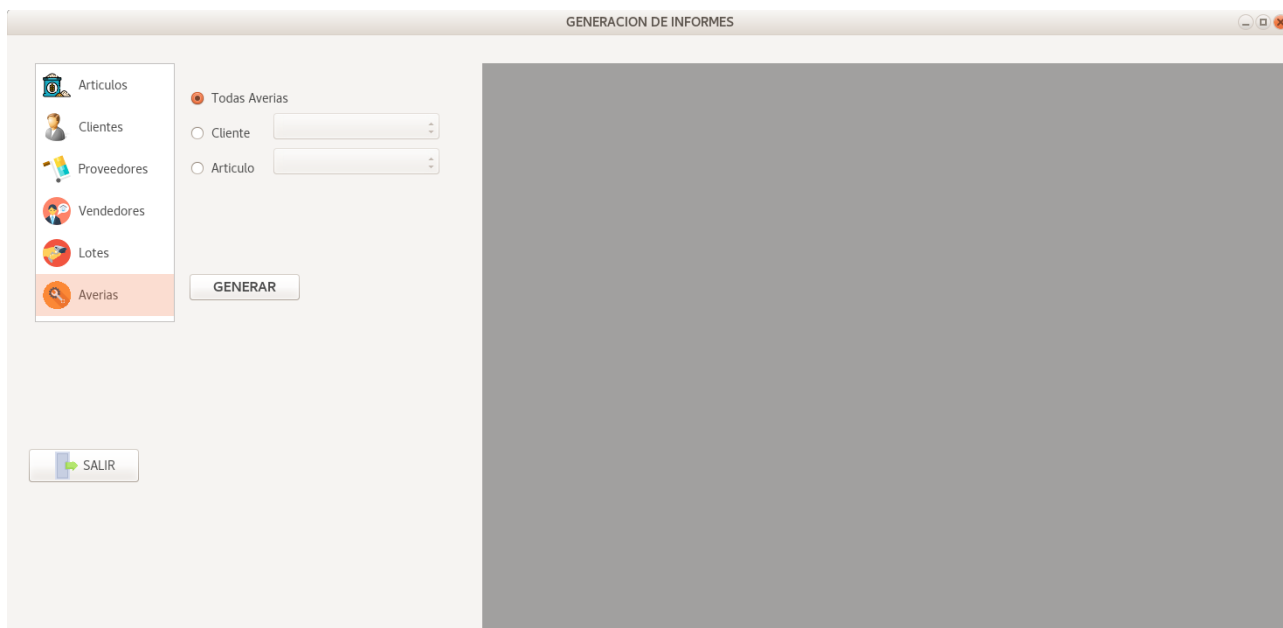 GENERACION DE INFORMES
Articulos
Clientes
Proveedores
Vendedores
Lotes
Averias
Todas Averias
Cliente
Articulo
GENERAR
SALIR